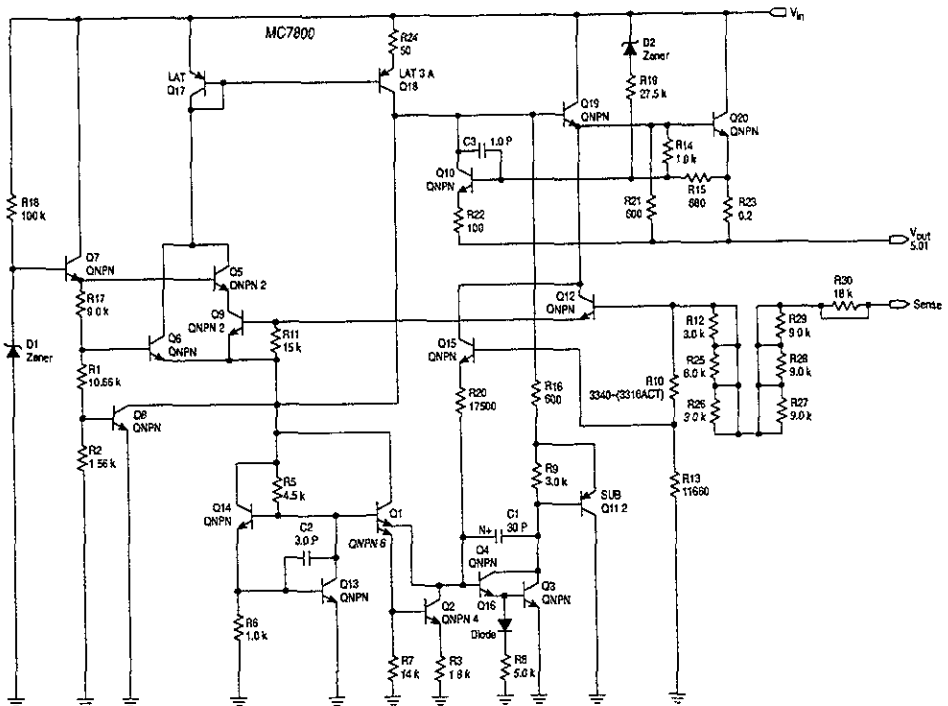 MC7800
Vin
R24
50
D2
Zener
LAT
Q17
LAT 3 A
Q18
R19
27.5 k
Q19
QNPN
Q20
QNPN
C3
1.0 P
R14
1.0 k
Q10
QNPN
R15
680
R18
100 k
R21
600
R23
0.2
R22
100
Vout
5.01
Q7
QNPN
Q5
QNPN 2
R30
18 k
Sense
R17
9.0 k
Q12
QNPN
Q9
QNPN 2
R12
3.0 k
R29
9.0 k
Q6
QNPN
R11
15 k
Q15
QNPN
D1
Zener
R25
6.0 k
R28
9.0 k
R1
10.66 k
R20
17500
R16
600
R10
3340-(3316ACT)
R26
3.0 k
R27
9.0 k
Q8
QNPN
R2
1.56 k
R5
4.5 k
R9
3.0 k
R13
11660
SUB
Q11 2
Q14
QNPN
Q1
QNPN 6
C2
3.0 P
N+
C1
30 P
Q4
QNPN
Q13
QNPN
Q3
QNPN
Q2
QNPN 4
Q16
Diode
R6
1.0 k
R7
14 k
R3
1.8 k
R8
5.0 k